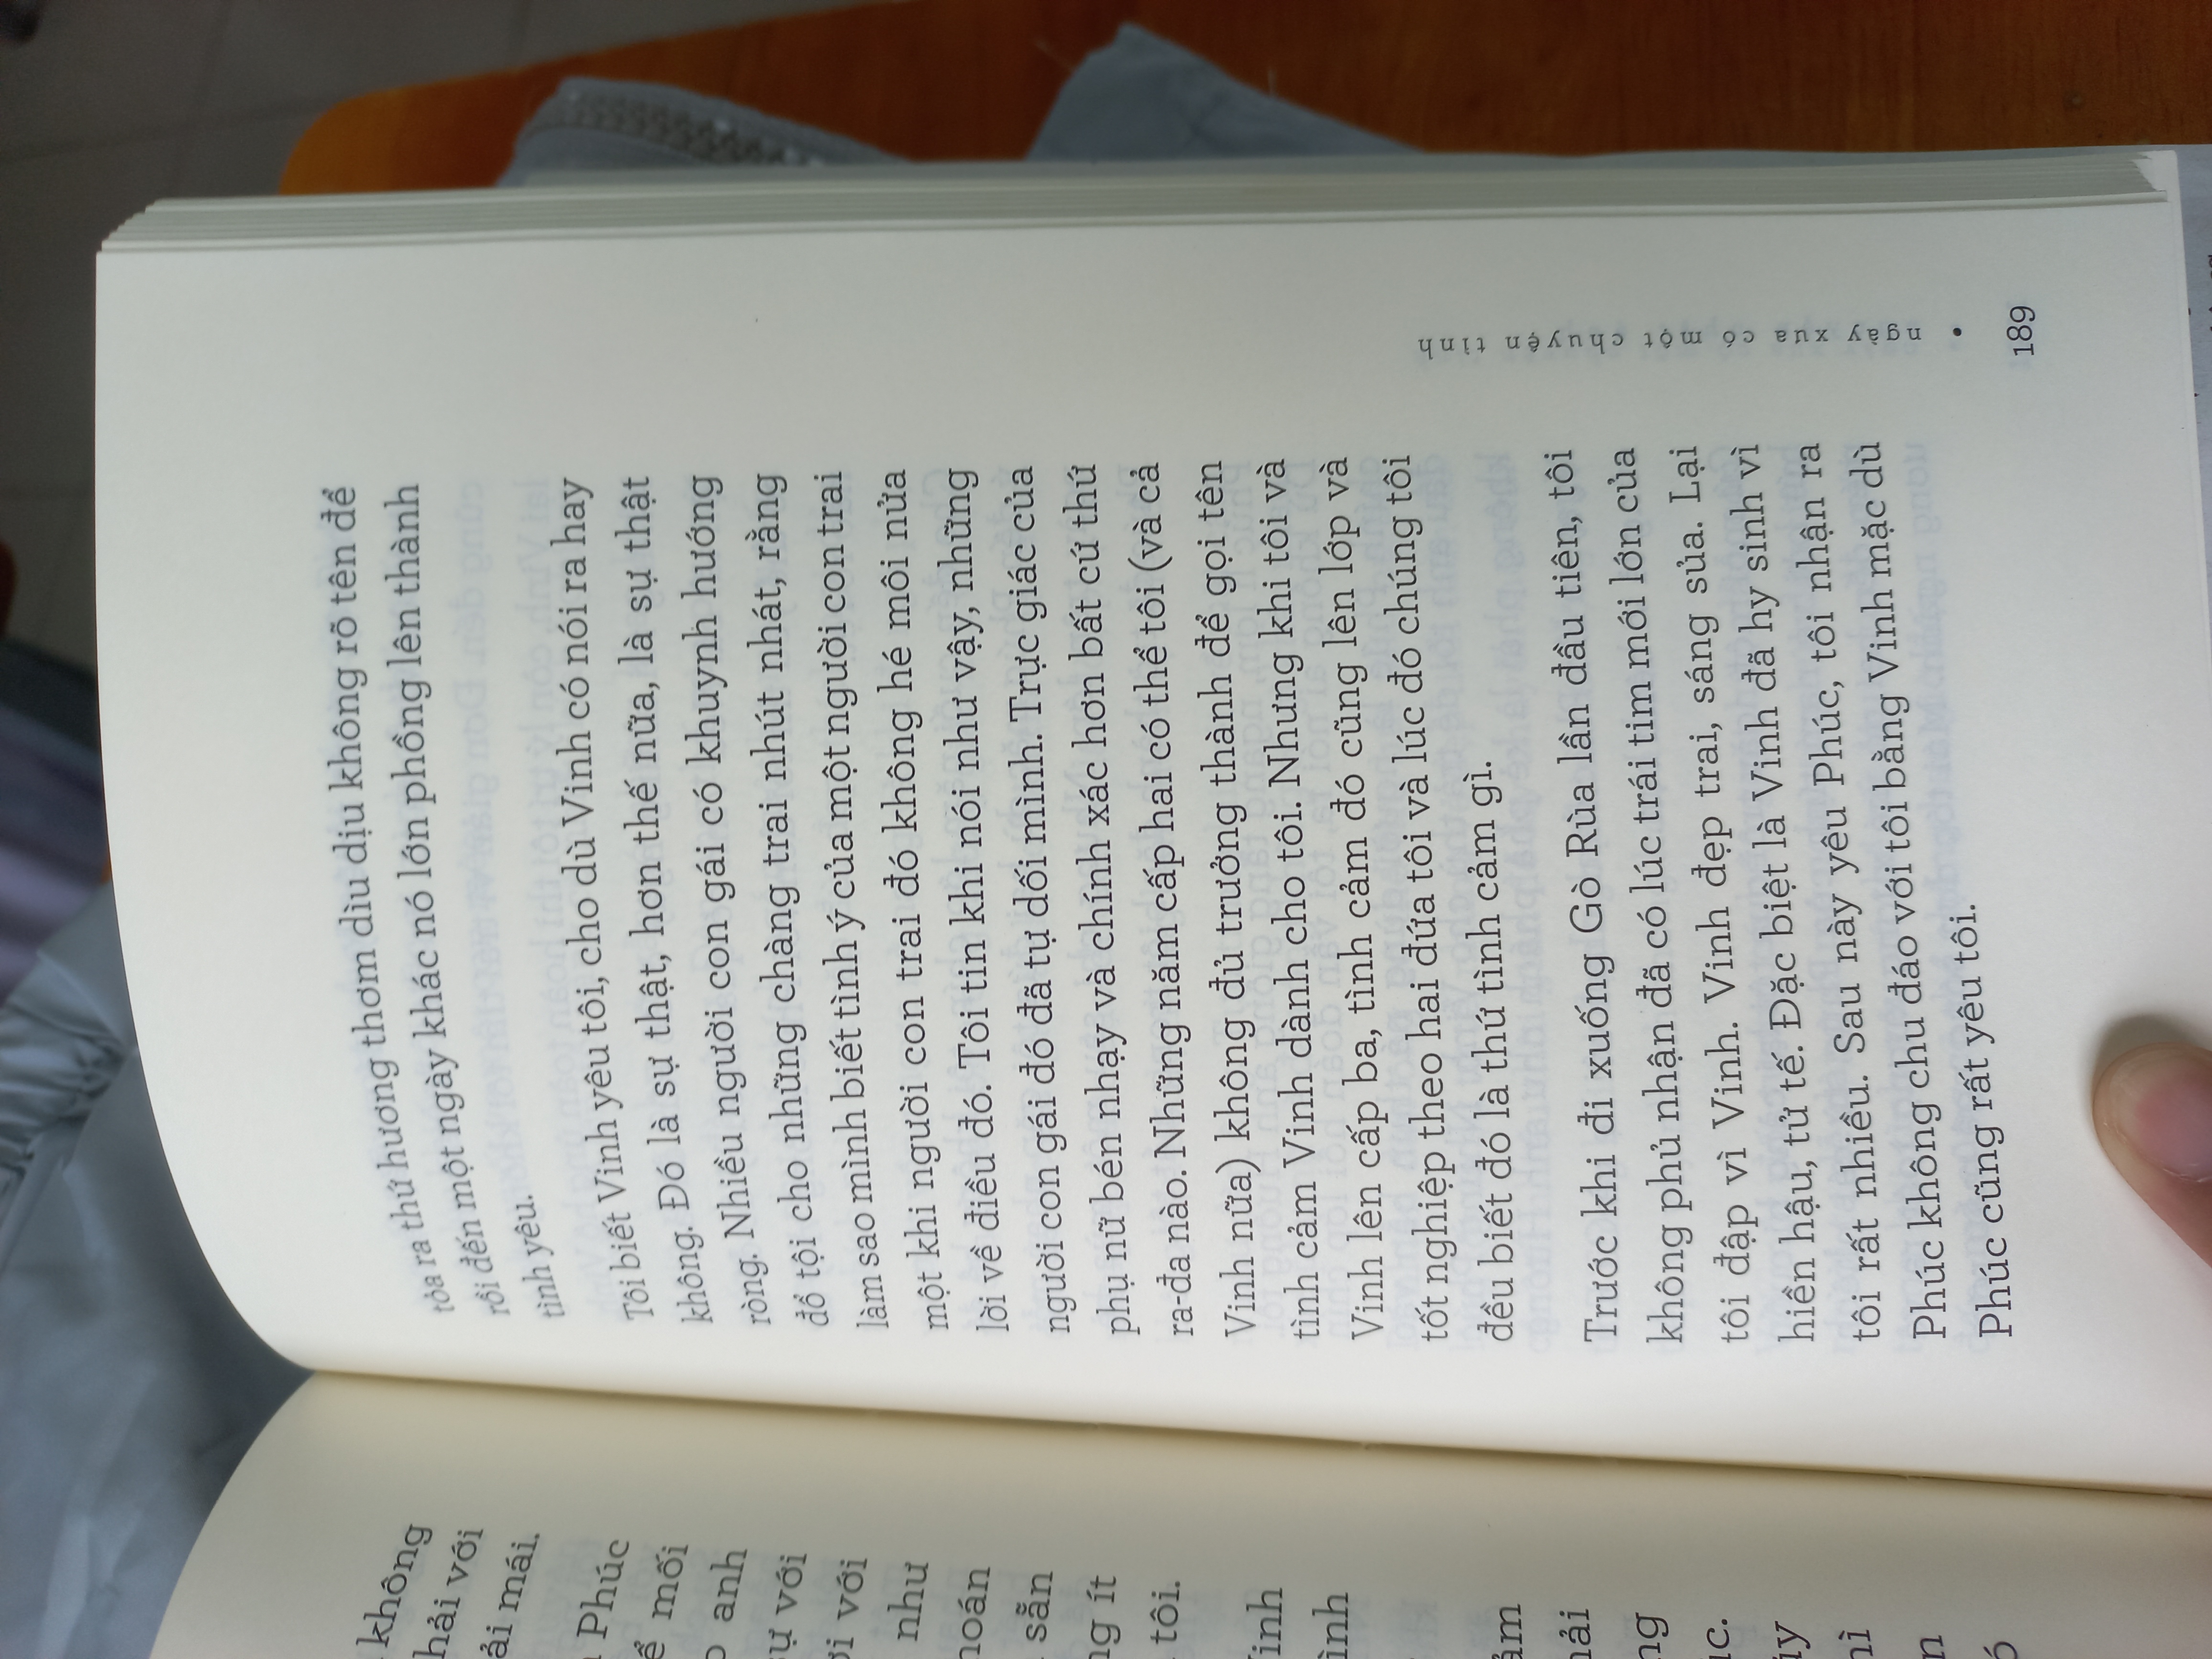 không
hải với
ải mái.
Phúc
ể mối
anh
sự với
ời với
như
hoán
sẵn
ng ít
tôi.
Vinh
ình
ảm
hải
ng
úc.
ấy
hì
n
ó
tỏa ra thứ hương thơm dìu dịu không rõ tên để
rồi đến một ngày khác nó lớn phồng lên thành
tình yêu.
Tôi biết Vinh yêu tôi, cho dù Vinh có nói ra hay
không. Đó là sự thật, hơn thế nữa, là sự thật
ròng. Nhiều người con gái có khuynh hướng
đổ tội cho những chàng trai nhút nhát, rằng
làm sao mình biết tình ý của một người con trai
một khi người con trai đó không hé môi nửa
lời về điều đó. Tôi tin khi nói như vậy, những
người con gái đó đã tự dối mình. Trực giác của
phụ nữ bén nhạy và chính xác hơn bất cứ thứ
ra-đa nào. Những năm cấp hai có thể tôi (và cả
Vinh nữa) không đủ trưởng thành để gọi tên
tình cảm Vinh dành cho tôi. Nhưng khi tôi và
Vinh lên cấp ba, tình cảm đó cũng lên lớp và
tốt nghiệp theo hai đứa tôi và lúc đó chúng tôi
đều biết đó là thứ tình cảm gì.
Trước khi đi xuống Gò Rùa lần đầu tiên, tôi
không phủ nhận đã có lúc trái tim mới lớn của
tôi đập vì Vinh. Vinh đẹp trai, sáng sủa. Lại
hiền hậu, tử tế. Đặc biệt là Vinh đã hy sinh vì
tôi rất nhiều. Sau này yêu Phúc, tôi nhận ra
Phúc không chu đáo với tôi bằng Vinh mặc dù
Phúc cũng rất yêu tôi.
• ngày xưa có một chuyện tình
189